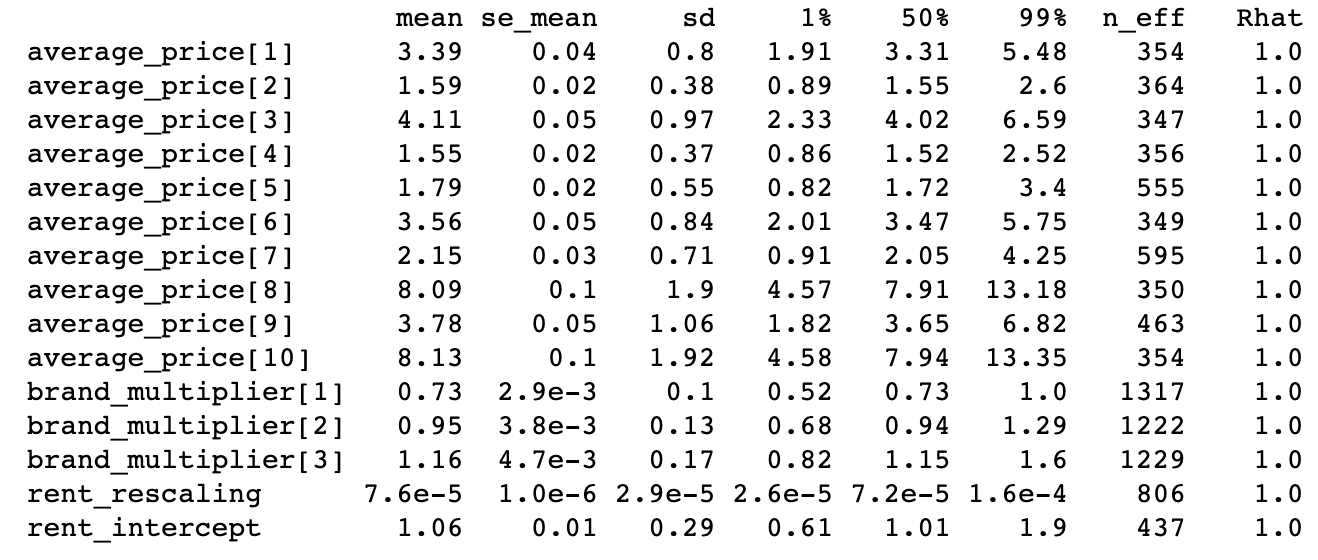 mean se_mean sd 1% 50% 99% n_eff Rhat
average_price[1] 3.39 0.04 0.8 1.91 3.31 5.48 354 1.0
average_price[2] 1.59 0.02 0.38 0.89 1.55 2.6 364 1.0
average_price[3] 4.11 0.05 0.97 2.33 4.02 6.59 347 1.0
average_price[4] 1.55 0.02 0.37 0.86 1.52 2.52 356 1.0
average_price[5] 1.79 0.02 0.55 0.82 1.72 3.4 555 1.0
average_price[6] 3.56 0.05 0.84 2.01 3.47 5.75 349 1.0
average_price[7] 2.15 0.03 0.71 0.91 2.05 4.25 595 1.0
average_price[8] 8.09 0.1 1.9 4.57 7.91 13.18 350 1.0
average_price[9] 3.78 0.05 1.06 1.82 3.65 6.82 463 1.0
average_price[10] 8.13 0.1 1.92 4.58 7.94 13.35 354 1.0
brand_multiplier[1] 0.73 2.9e-3 0.1 0.52 0.73 1.0 1317 1.0
brand_multiplier[2] 0.95 3.8e-3 0.13 0.68 0.94 1.29 1222 1.0
brand_multiplier[3] 1.16 4.7e-3 0.17 0.82 1.15 1.6 1229 1.0
rent_rescaling 7.6e-5 1.0e-6 2.9e-5 2.6e-5 7.2e-5 1.6e-4 806 1.0
rent_intercept 1.06 0.01 0.29 0.61 1.01 1.9 437 1.0